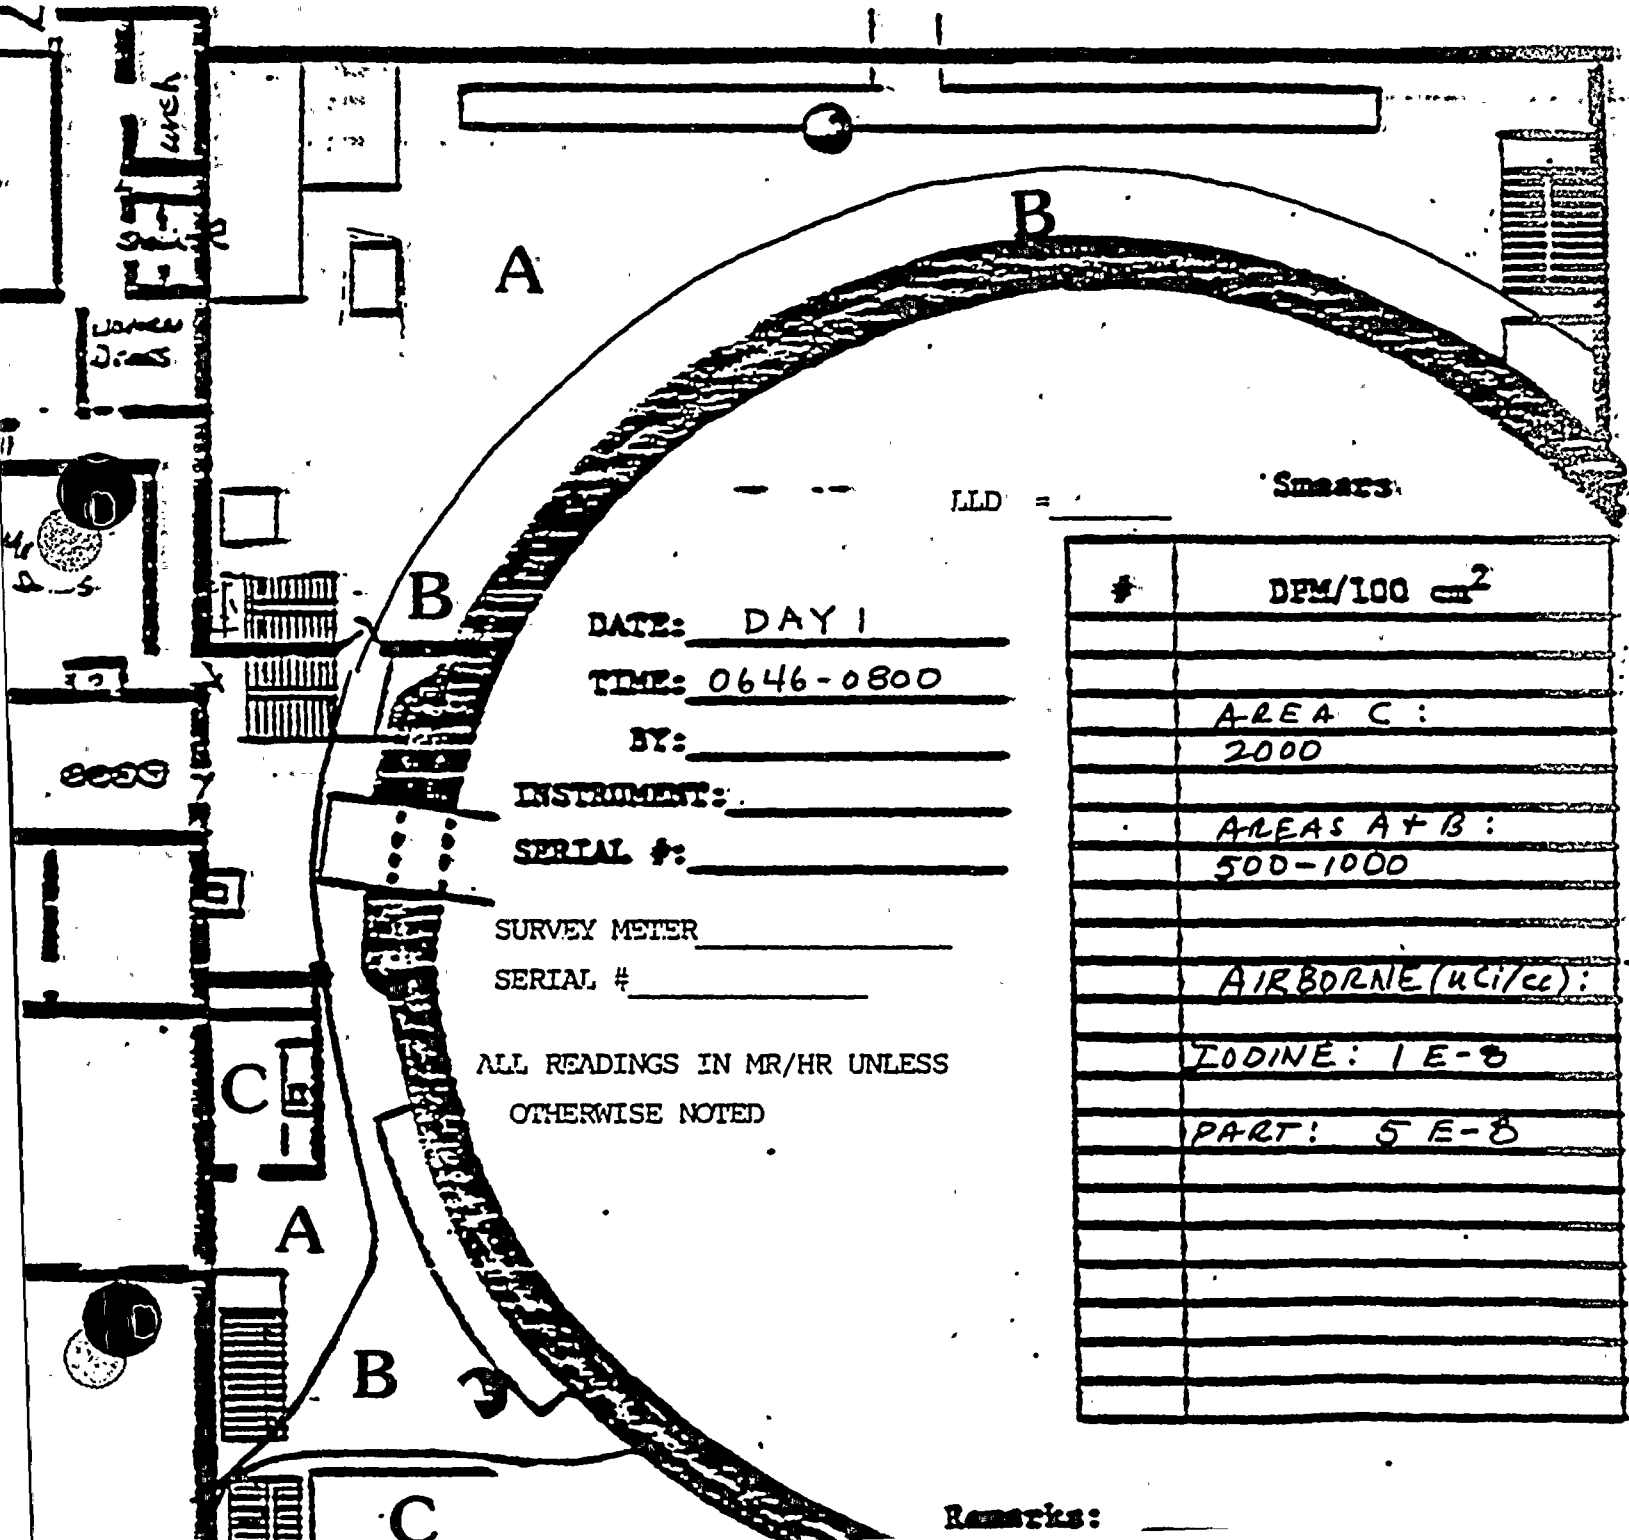 A
B
Smears
LLD =
# DPM/100 cm²
B
DATE: DAY 1
TIME: 0646-0800
AREA C:
BY:
2000
INSTRUMENT:
AREAS A+B:
SERIAL #:
500-1000
SURVEY METER
SERIAL #
AIRBORNE (uCi/cc):
ALL READINGS IN MR/HR UNLESS
OTHERWISE NOTED
IODINE: 1 E-8
C
PART: 5 E-8
A
B
C
Remarks: